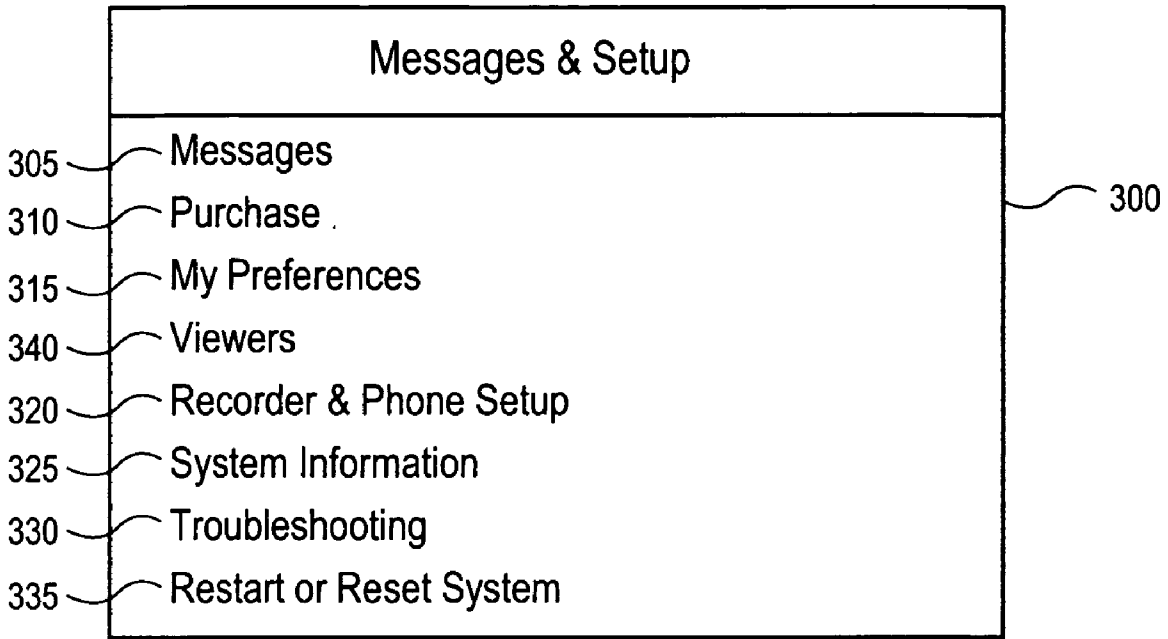 Messages & Setup
305 Messages
300
310 Purchase
315 My Preferences
340 Viewers
320 Recorder & Phone Setup
325 System Information
330 Troubleshooting
335 Restart or Reset System